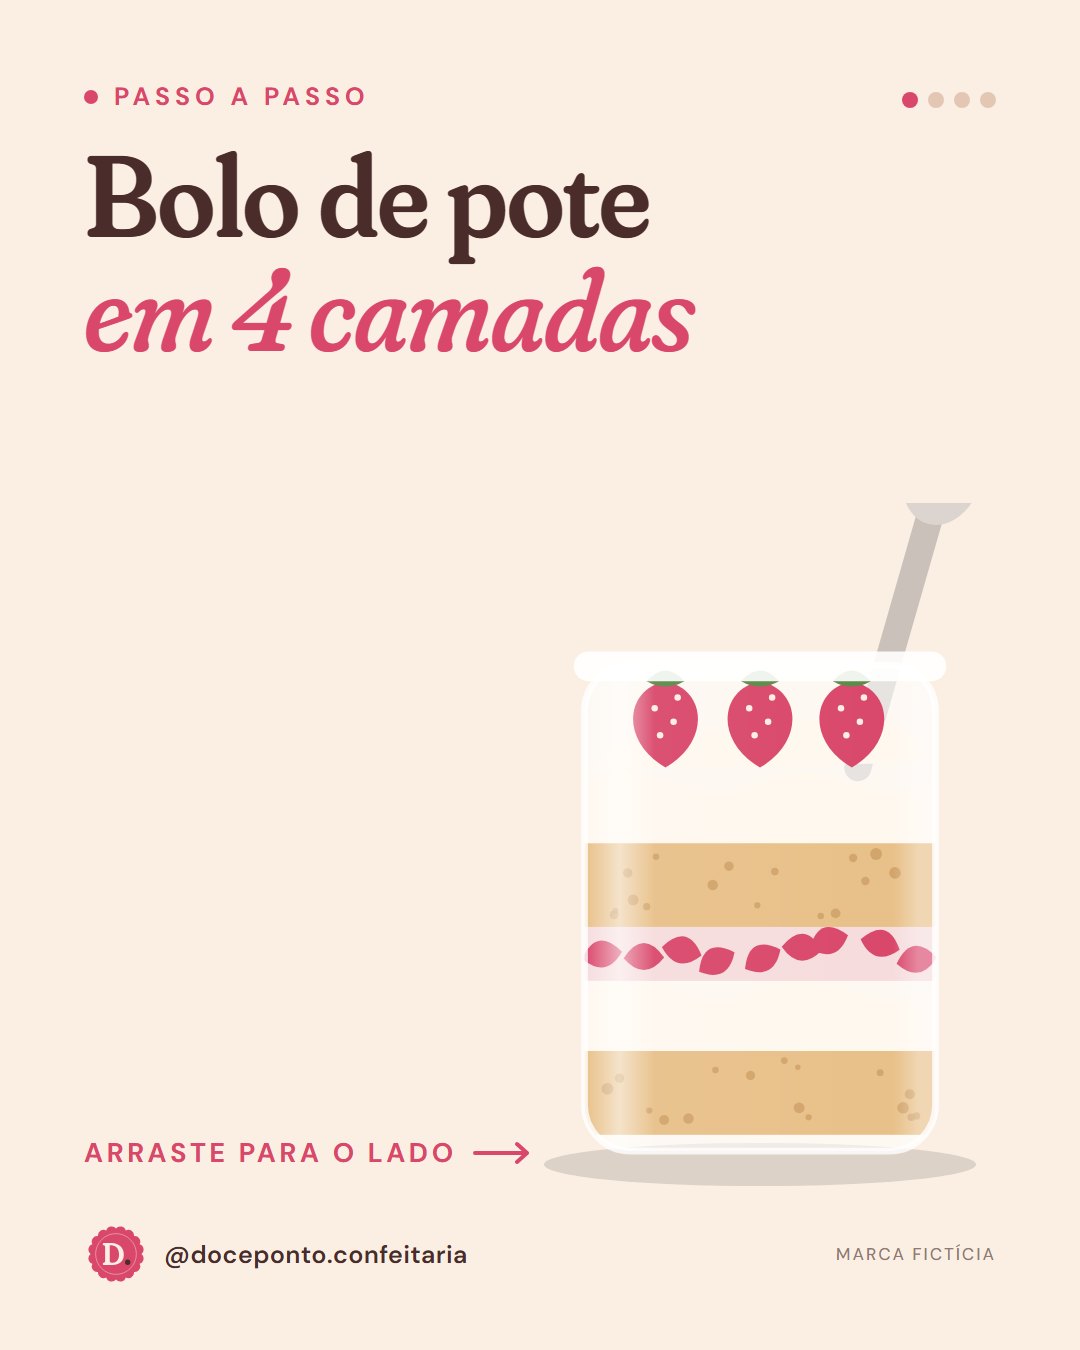 PASSO A PASSO
Bolo de pote
em 4 camadas
ARRASTE PARA O LADO
D.
@doceponto.confeitaria
MARCA FICTÍCIA